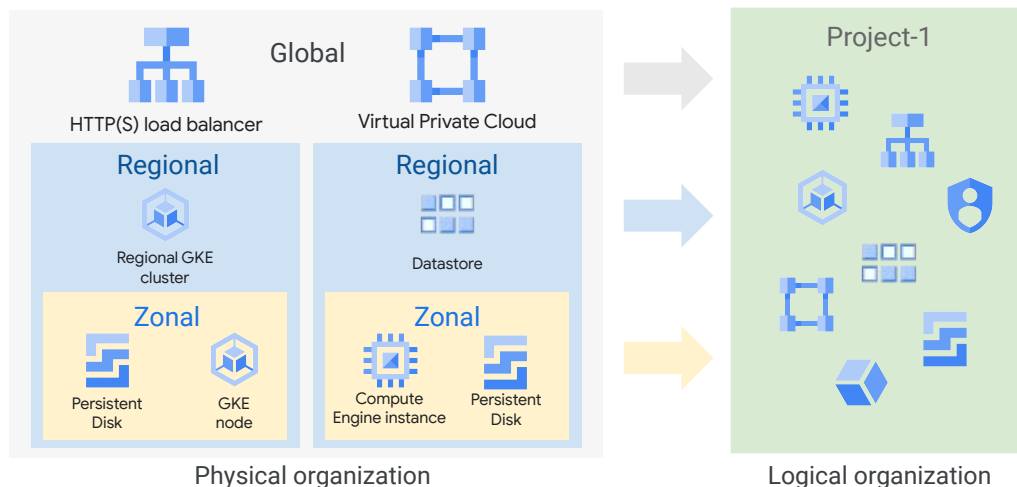 Global
Project-1
HTTP(S) load balancer
Virtual Private Cloud
Regional
Regional
Regional GKE
cluster
Datastore
Zonal
Zonal
Persistent
Disk
GKE
node
Compute
Engine instance
Persistent
Disk
Physical organization
Logical organization